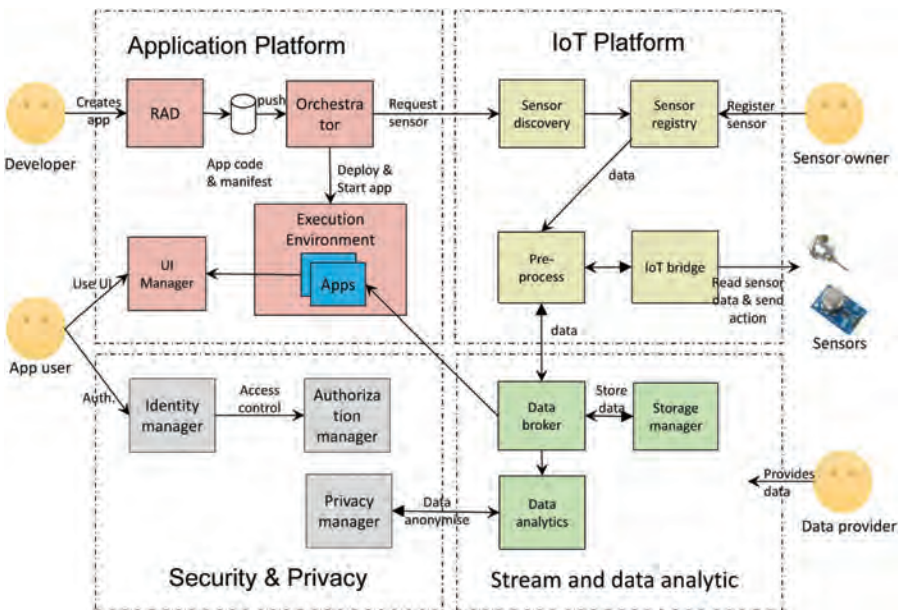 Application Platform
IoT Platform
Creates
app
RAD
push
Orchestra
tor
Request
sensor
Sensor
discovery
Sensor
registry
Register
sensor
Developer
App code
& manifest
Deploy &
Start app
data
Sensor owner
Execution
Environment
Apps
UI
Manager
Use UI
Pre-
process
IoT bridge
Read sensor
data & send
action
Sensors
App user
data
Auth.
Identity
manager
Access
control
Authoriza
tion
manager
Data
broker
Store
data
Storage
manager
Privacy
manager
Data
anonymise
Data
analytics
Provides
data
Data provider
Security & Privacy
Stream and data analytic